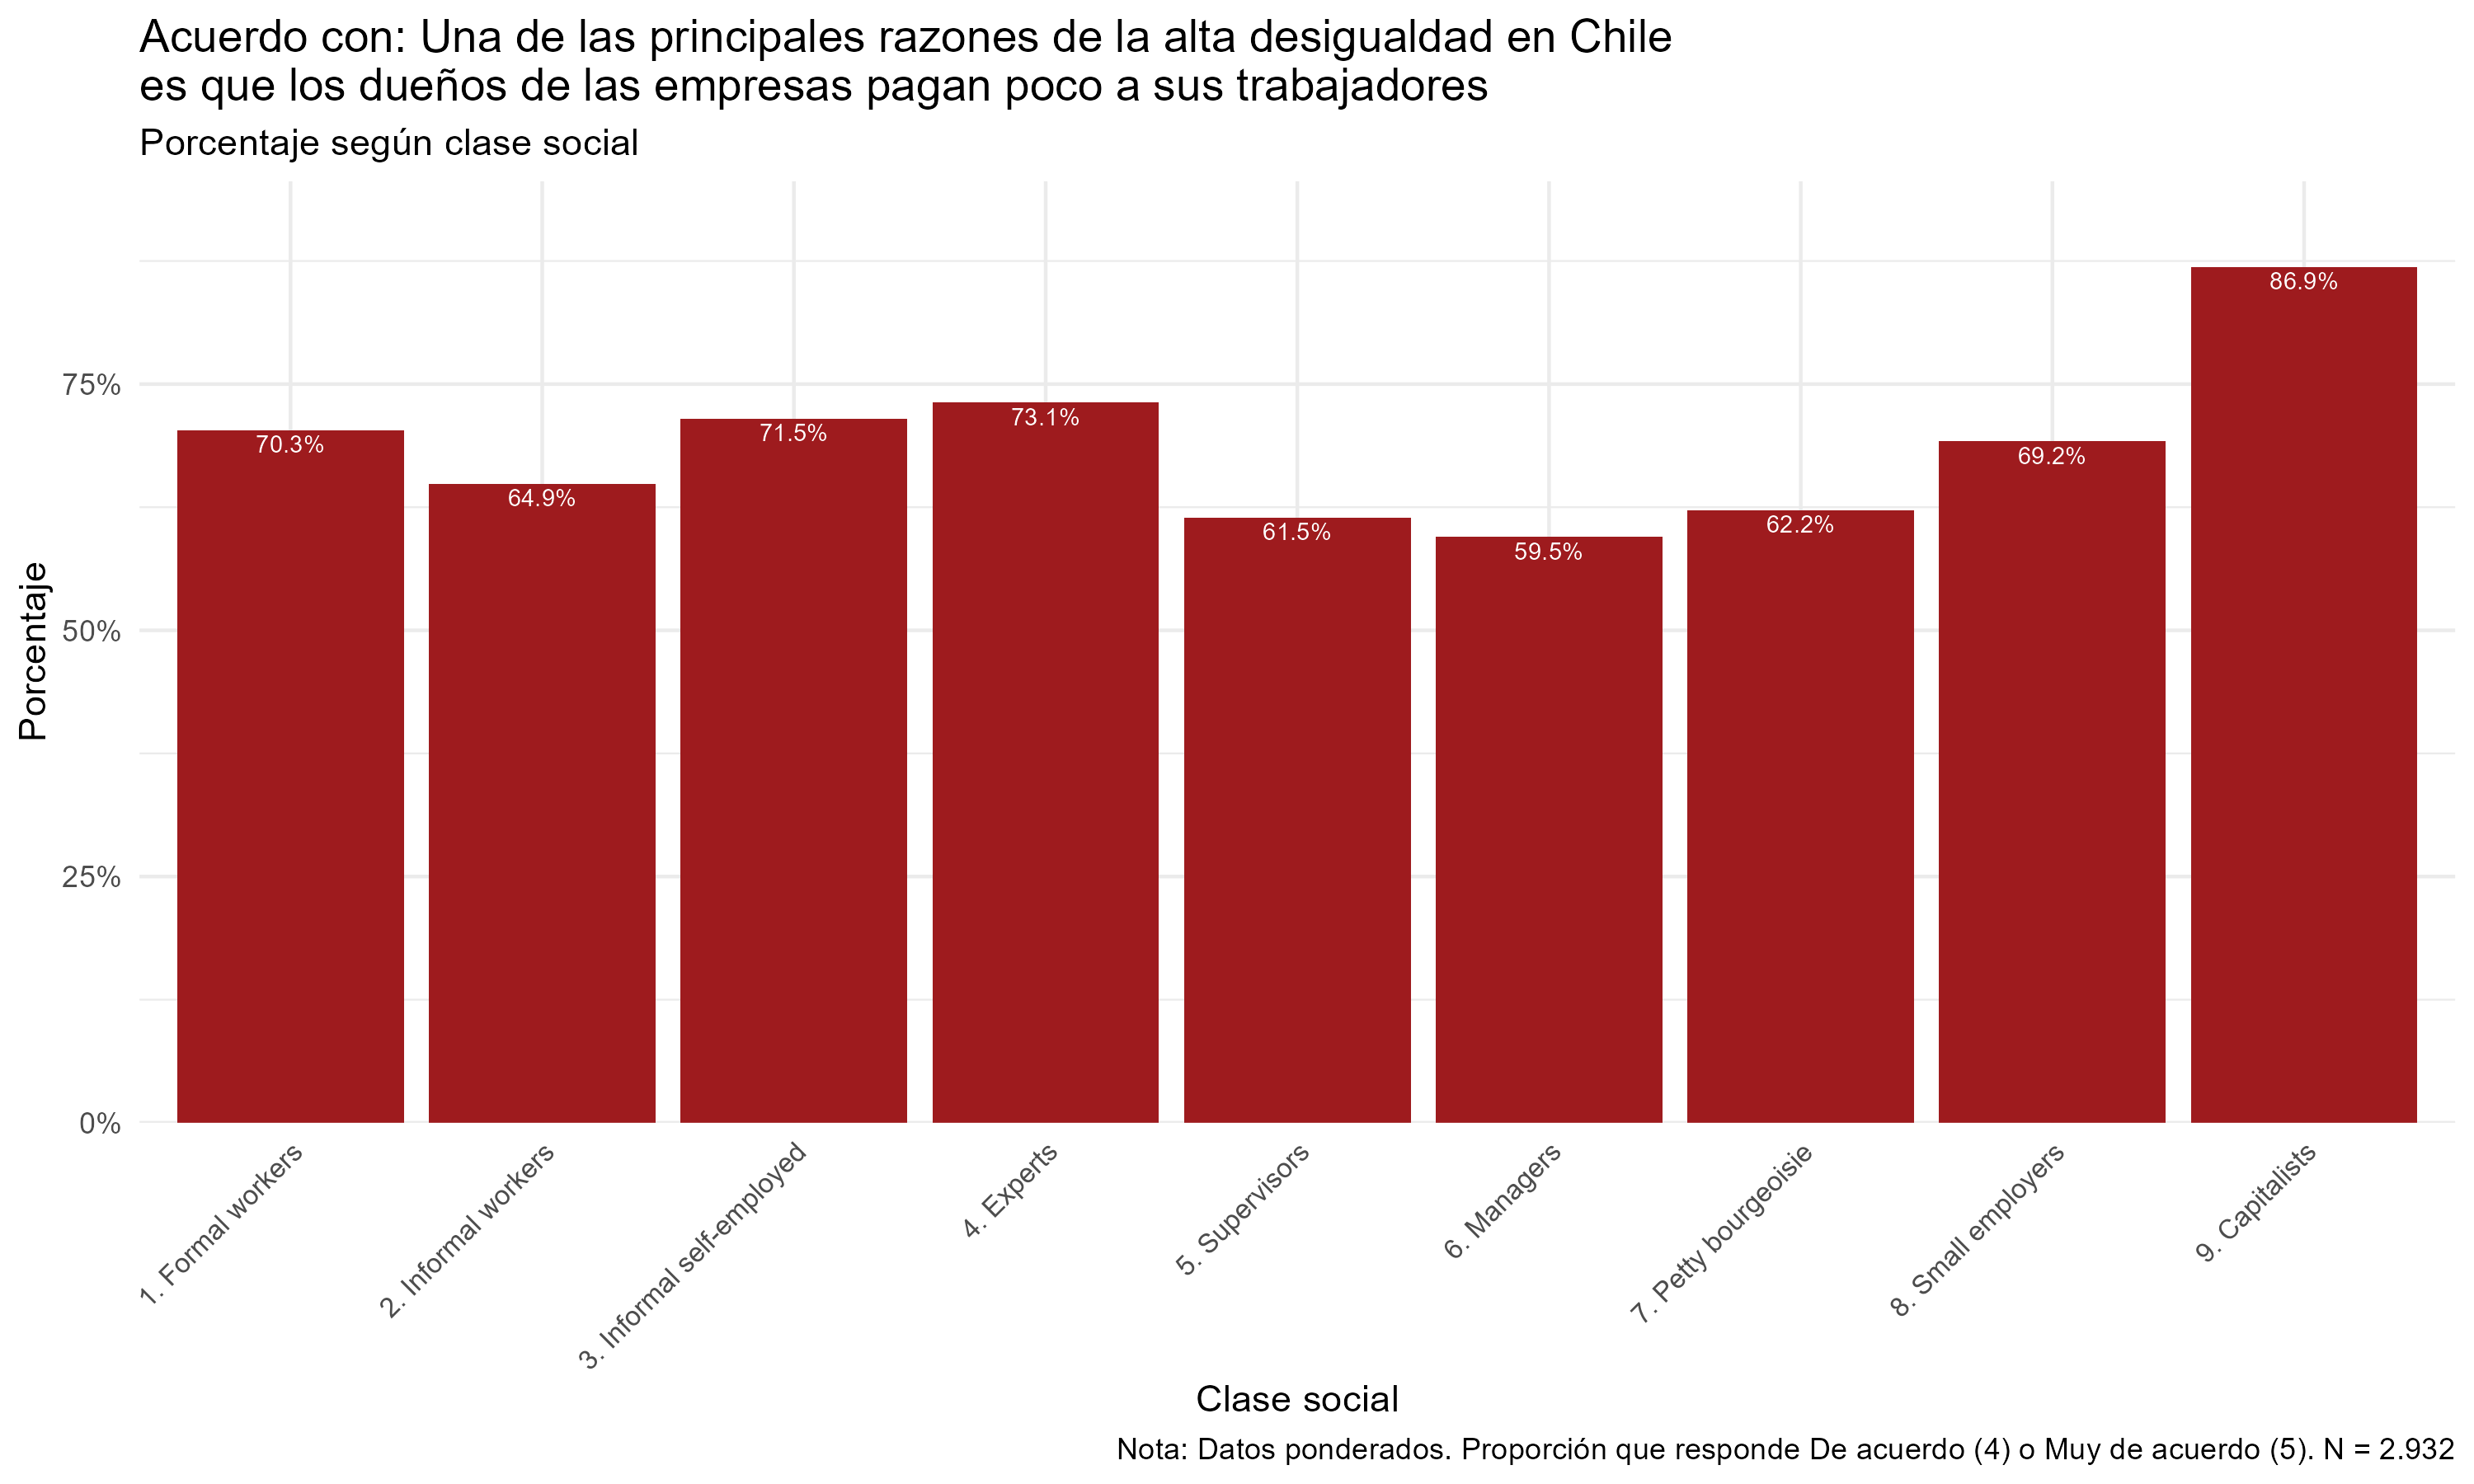 Acuerdo con: Una de las principales razones de la alta desigualdad en Chile
es que los dueños de las empresas pagan poco a sus trabajadores
Porcentaje según clase social
Porcentaje
75%
50%
25%
0%
70.3%
64.9%
71.5%
73.1%
61.5%
59.5%
62.2%
69.2%
86.9%
1. Formal workers
2. Informal workers
3. Informal self-employed
4. Experts
5. Supervisors
6. Managers
7. Petty bourgeoisie
8. Small employers
9. Capitalists
Clase social
Nota: Datos ponderados. Proporción que responde De acuerdo (4) o Muy de acuerdo (5). N = 2.932